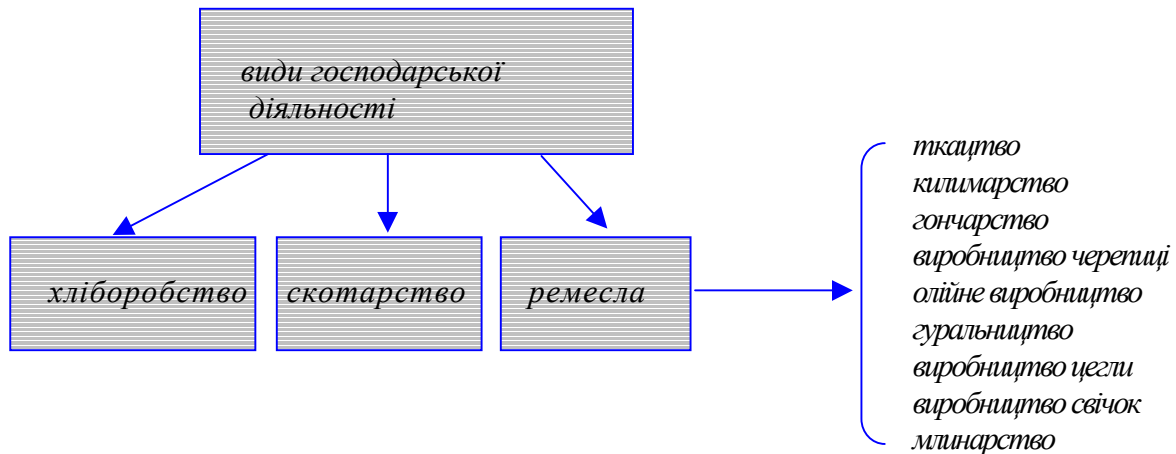 види господарської
діяльності
хліборобство
скотарство
ремесла
ткацтво
килимарство
гончарство
виробництво черепиці
олійне виробництво
гуральництво
виробництво цегли
виробництво свічок
млинарство